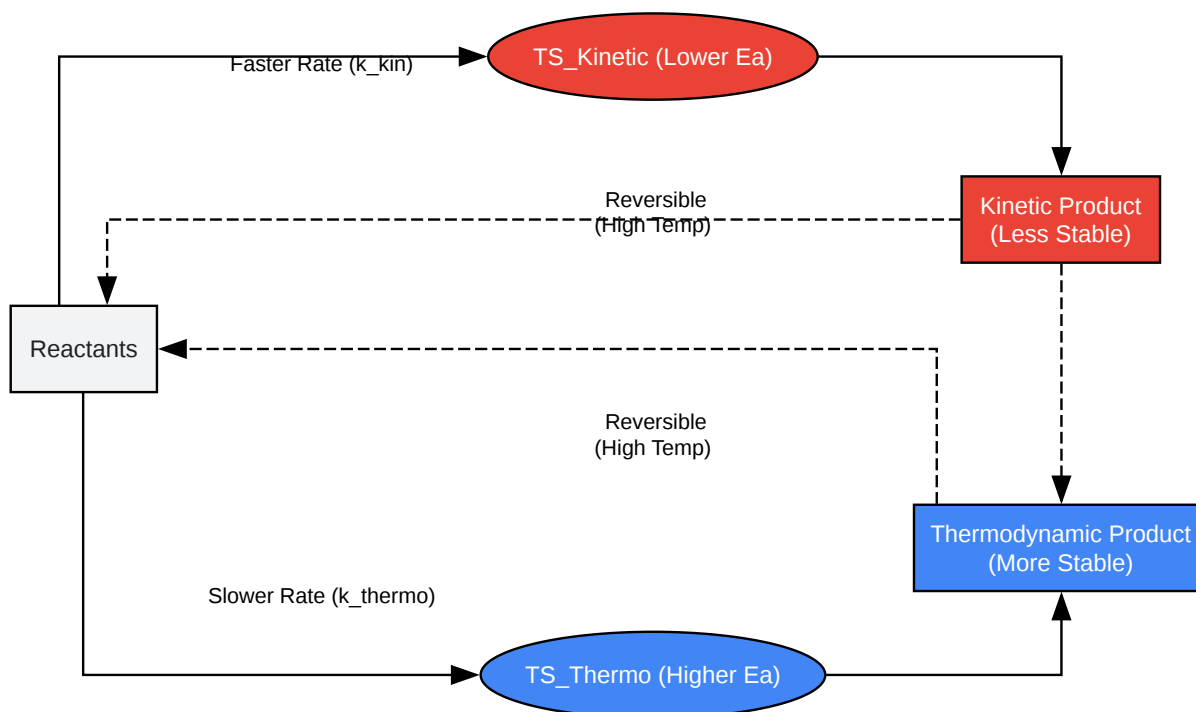 TS_Kinetic (Lower Ea)
Faster Rate (k_kin)
Reversible
(High Temp)
Kinetic Product
(Less Stable)
Reactants
Reversible
(High Temp)
Thermodynamic Product
(More Stable)
Slower Rate (k_thermo)
TS_Thermo (Higher Ea)